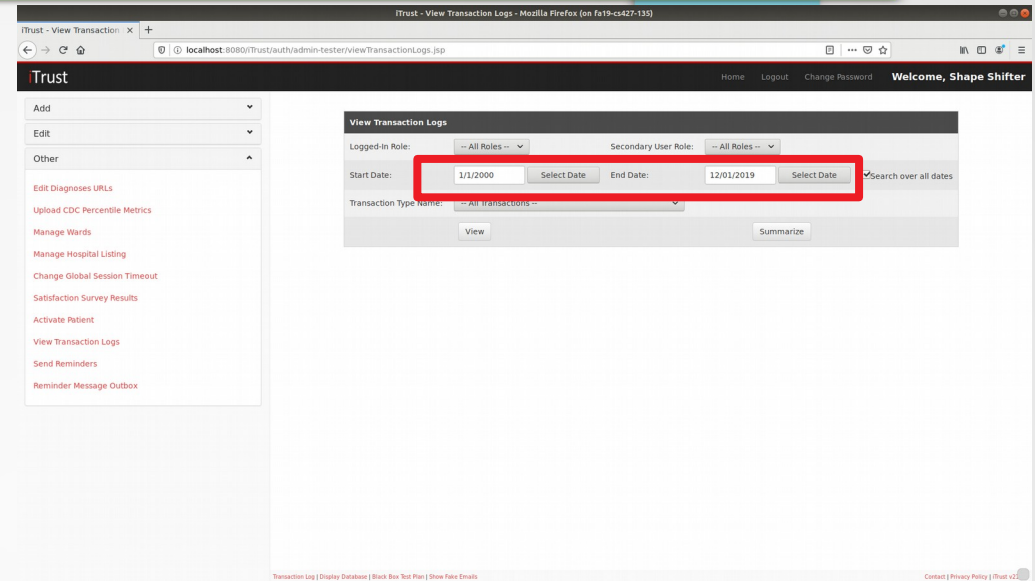 iTrust - View Transaction Logs - Mozilla Firefox (on fa19-cs427-135)
iTrust - View Transaction
localhost:8080/iTrust/auth/admin-tester/viewTransactionLogs.jsp
iTrust
Home Logout Change Password Welcome, Shape Shifter
Add
Edit
Other
Edit Diagnoses URLs
Upload CDC Percentile Metrics
Manage Wards
Manage Hospital Listing
Change Global Session Timeout
Satisfaction Survey Results
Activate Patient
View Transaction Logs
Send Reminders
Reminder Message Outbox
View Transaction Logs
Logged-In Role: -- All Roles -- Secondary User Role: -- All Roles --
Start Date: 1/1/2000 Select Date End Date: 12/01/2019 Select Date Search over all dates
Transaction Type Name: -- All Transactions --
View Summarize
Transaction Log | Display Database | Black Box Test Plan | Show Fake Emails
Contact | Privacy Policy | iTrust